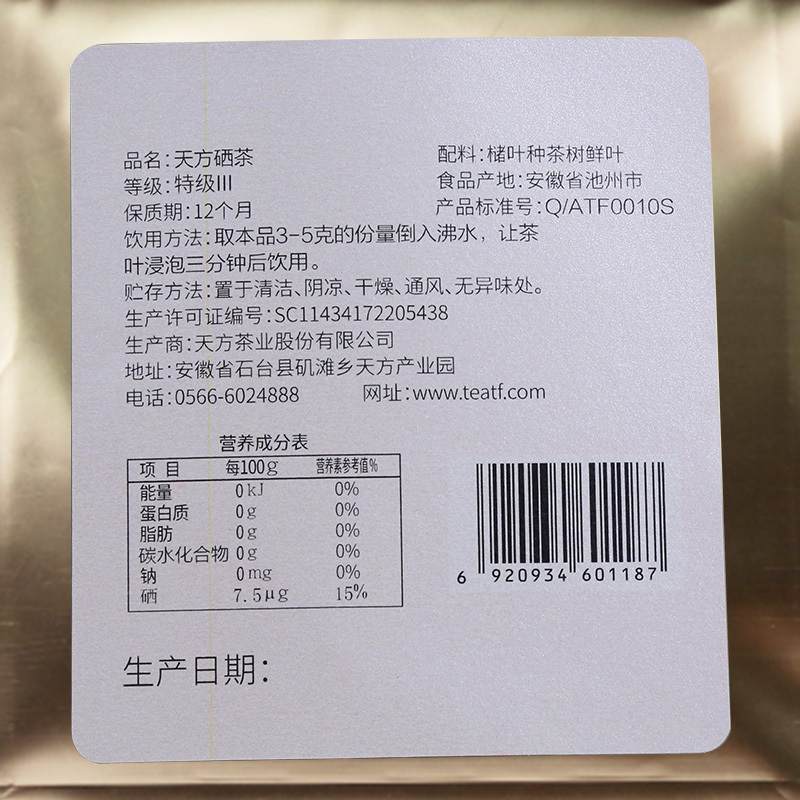 品名：天方硒茶
配料：槠叶种茶树鲜叶
等级：特级III
食品产地：安徽省池州市
保质期：12个月
产品标准号：Q/ATF0010S
饮用方法：取本品3-5克的份量倒入沸水，让茶
叶浸泡三分钟后饮用。
贮存方法：置于清洁、阴凉、干燥、通风、无异味处。
生产许可证编号：SC11434172205438
生产商：天方茶业股份有限公司
地址：安徽省石台县矶滩乡天方产业园
电话：0566-6024888 网址：www.teatf.com
营养成分表
项 目 每100g 营养素参考值%
能量 0kJ 0%
蛋白质 0g 0%
脂肪 0g 0%
碳水化合物 0g 0%
钠 0mg 0%
硒 7.5μg 15%
6 920934 601187
生产日期：